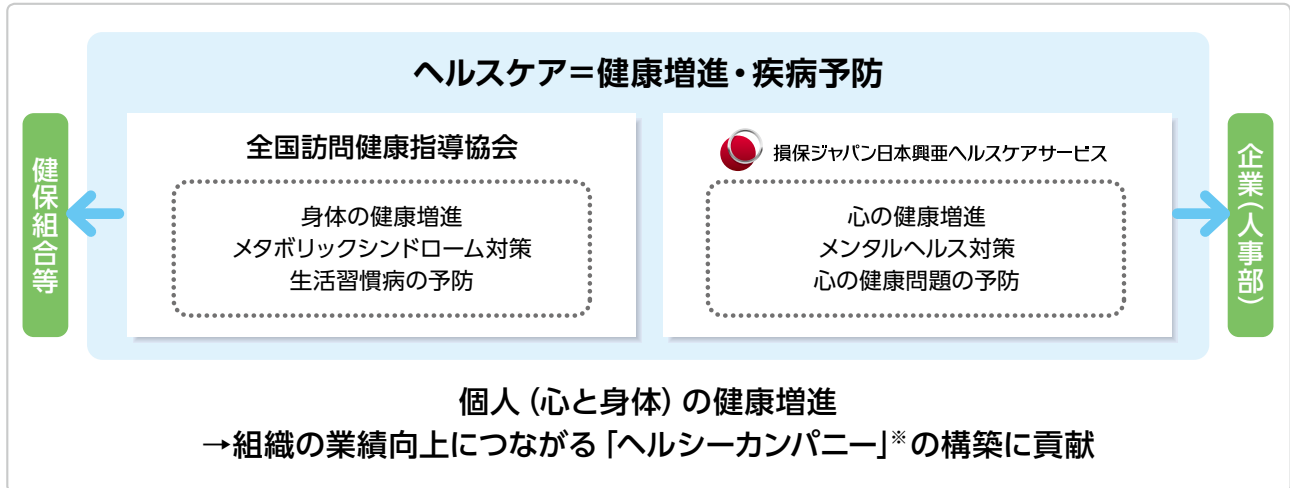 ヘルスケア＝健康増進・疾病予防
健保組合等
全国訪問健康指導協会
身体の健康増進
メタボリックシンドローム対策
生活習慣病の予防
損保ジャパン日本興亜ヘルスケアサービス
心の健康増進
メンタルヘルス対策
心の健康問題の予防
企業（人事部）
個人（心と身体）の健康増進
→組織の業績向上につながる「ヘルシーカンパニー」※の構築に貢献